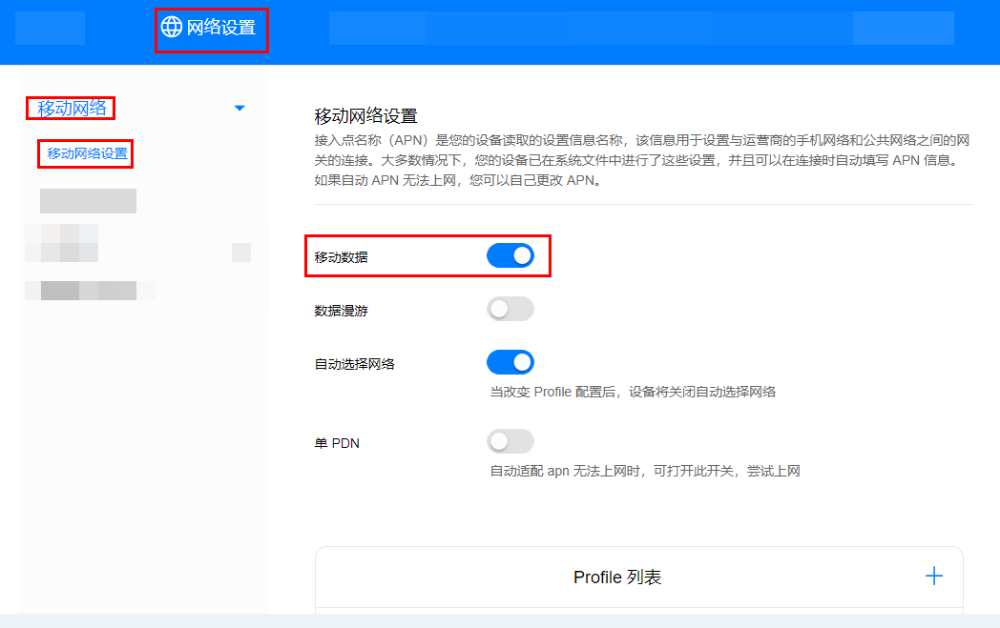 网络设置
移动网络
移动网络设置
移动网络设置
接入点名称（APN）是您的设备读取的设置信息名称，该信息用于设置与运营商的手机网络和公共网络之间的网
关的连接。大多数情况下，您的设备已在系统文件中进行了这些设置，并且可以在连接时自动填写 APN 信息。
如果自动 APN 无法上网，您可以自己更改 APN。
移动数据
数据漫游
自动选择网络
当改变 Profile 配置后，设备将关闭自动选择网络
单 PDN
自动适配 apn 无法上网时，可打开此开关，尝试上网
Profile 列表